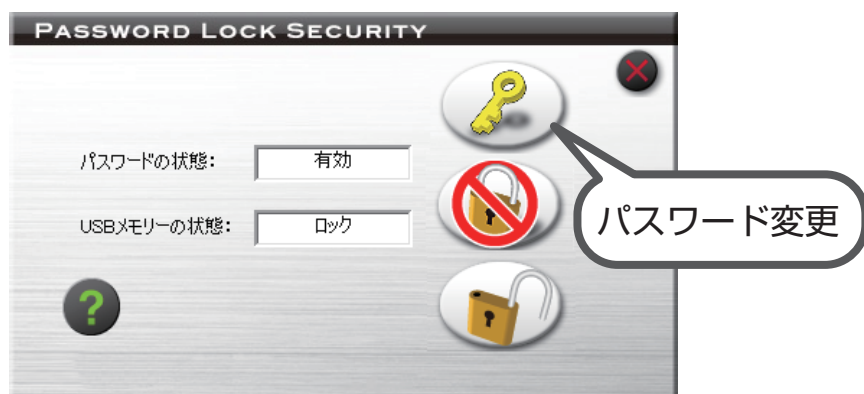 PASSWORD LOCK SECURITY
パスワードの状態: 有効
USBメモリーの状態: ロック
パスワード変更
?